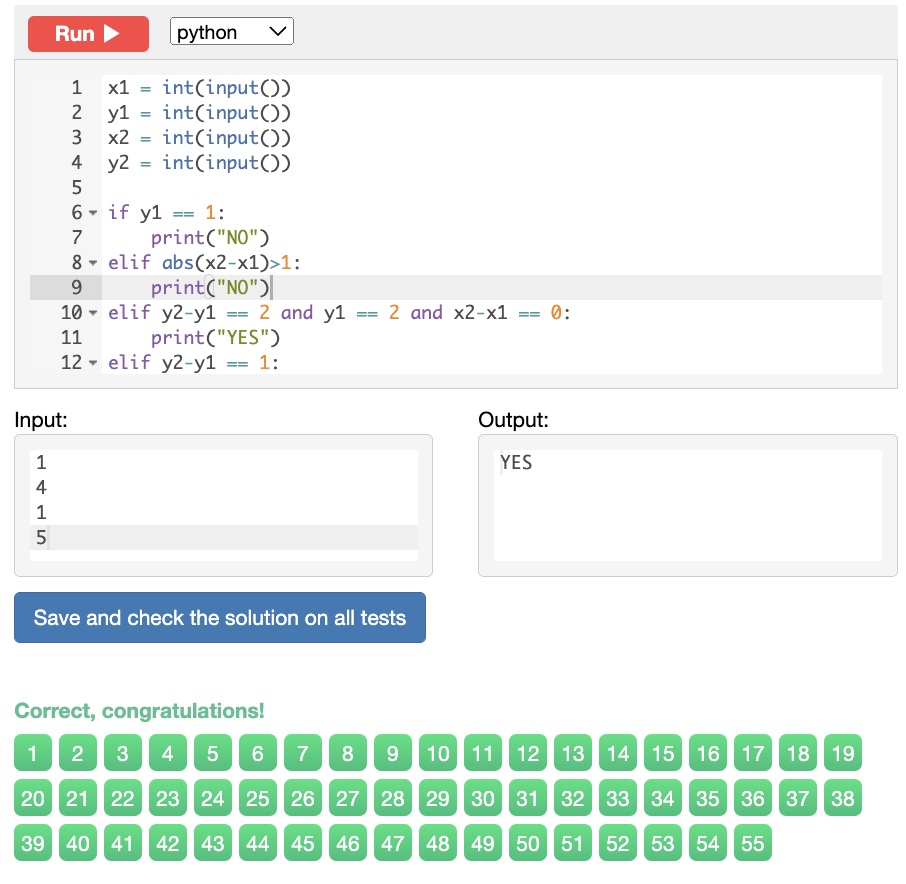 Run ▶ python
1 x1 = int(input())
2 y1 = int(input())
3 x2 = int(input())
4 y2 = int(input())
5
6 if y1 == 1:
7     print("NO")
8 elif abs(x2-x1)>1:
9     print("NO")
10 elif y2-y1 == 2 and y1 == 2 and x2-x1 == 0:
11     print("YES")
12 elif y2-y1 == 1:
Input: Output:
1 YES
4
1
5
Save and check the solution on all tests
Correct, congratulations!
1 2 3 4 5 6 7 8 9 10 11 12 13 14 15 16 17 18 19
20 21 22 23 24 25 26 27 28 29 30 31 32 33 34 35 36 37 38
39 40 41 42 43 44 45 46 47 48 49 50 51 52 53 54 55